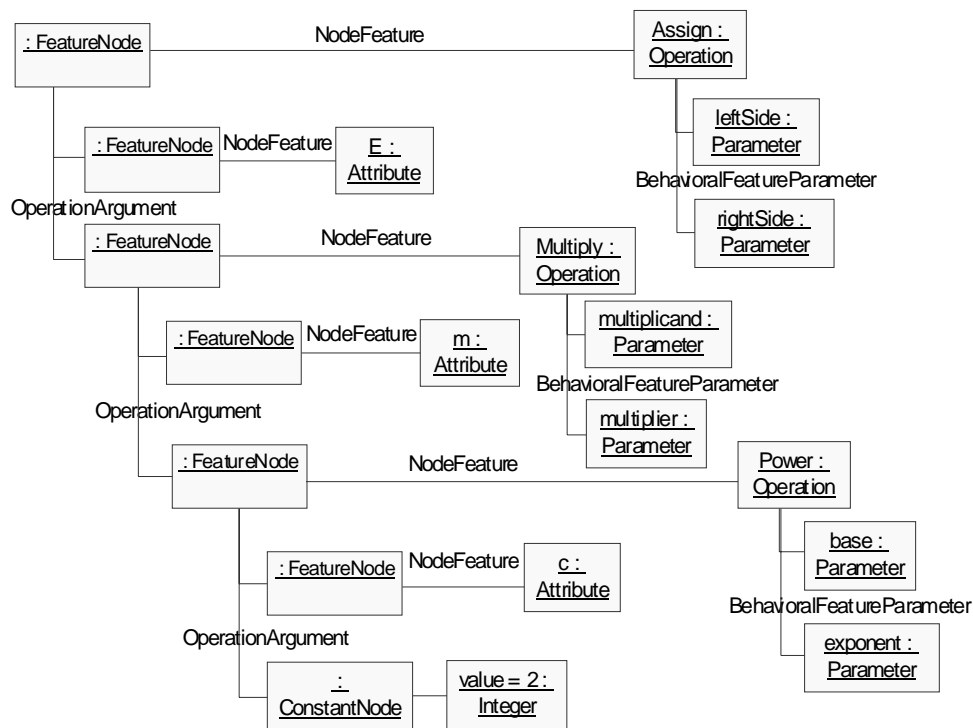 : FeatureNode
NodeFeature
Assign :
Operation
leftSide :
Parameter
: FeatureNode
NodeFeature
E :
Attribute
BehavioralFeatureParameter
OperationArgument
rightSide :
Parameter
: FeatureNode
NodeFeature
Multiply :
Operation
multiplicand :
Parameter
: FeatureNode
NodeFeature
m :
Attribute
BehavioralFeatureParameter
OperationArgument
multiplier :
Parameter
: FeatureNode
NodeFeature
Power :
Operation
base :
Parameter
: FeatureNode
NodeFeature
c :
Attribute
BehavioralFeatureParameter
OperationArgument
exponent :
Parameter
:
ConstantNode
value = 2 :
Integer